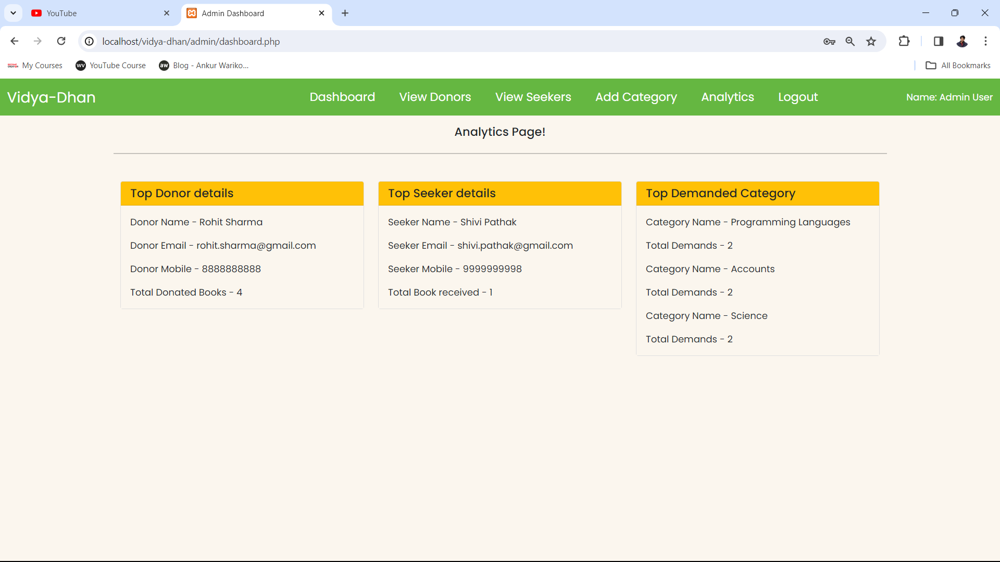 YouTube
Admin Dashboard
localhost/vidya-dhan/admin/dashboard.php
My Courses
wv YouTube Course
aw Blog - Ankur Wariko...
All Bookmarks
Vidya-Dhan
Dashboard
View Donors
View Seekers
Add Category
Analytics
Logout
Name: Admin User
Analytics Page!
Top Donor details
Donor Name - Rohit Sharma
Donor Email - rohit.sharma@gmail.com
Donor Mobile - 8888888888
Total Donated Books - 4
Top Seeker details
Seeker Name - Shivi Pathak
Seeker Email - shivi.pathak@gmail.com
Seeker Mobile - 9999999998
Total Book received - 1
Top Demanded Category
Category Name - Programming Languages
Total Demands - 2
Category Name - Accounts
Total Demands - 2
Category Name - Science
Total Demands - 2